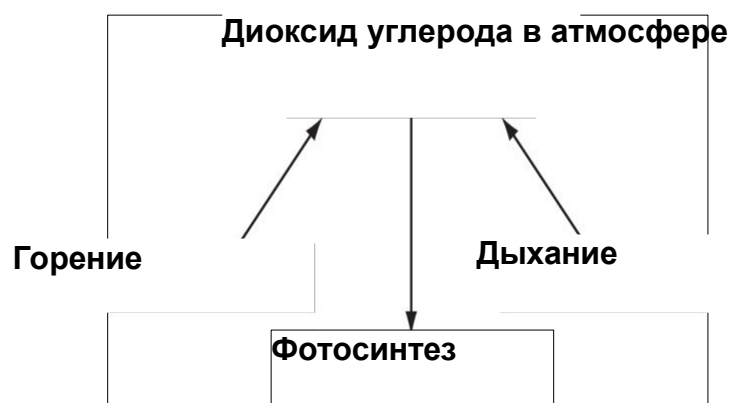 Диоксид углерода в атмосфере
Горение
Дыхание
Фотосинтез